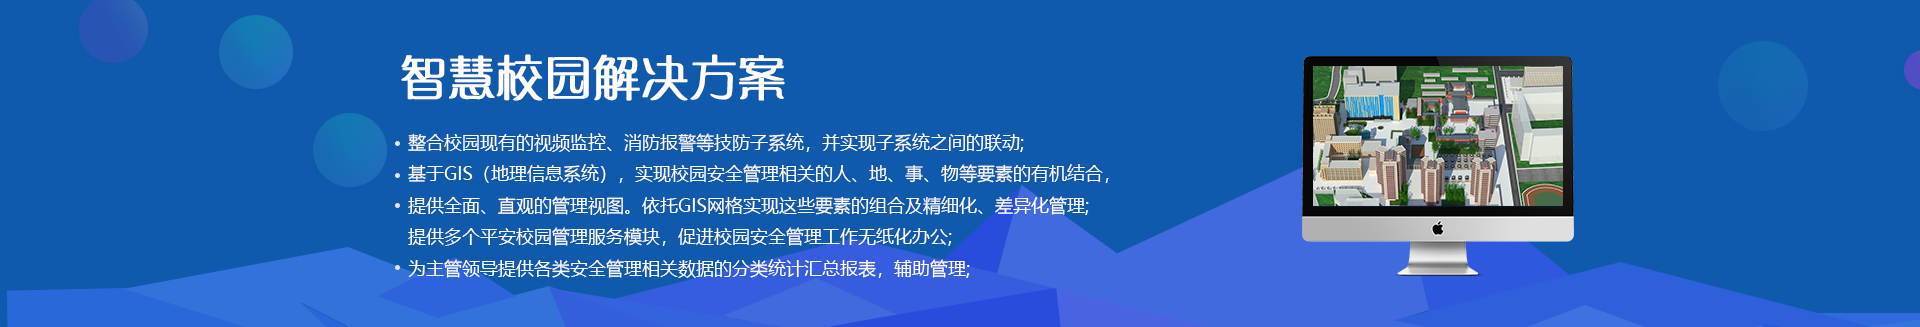 智慧校园解决方案
• 整合校园现有的视频监控、消防报警等技防子系统，并实现子系统之间的联动;
• 基于GIS（地理信息系统），实现校园安全管理相关的人、地、事、物等要素的有机结合，
• 提供全面、直观的管理视图。依托GIS网格实现这些要素的组合及精细化、差异化管理;
提供多个平安校园管理服务模块，促进校园安全管理工作无纸化办公;
• 为主管领导提供各类安全管理相关数据的分类统计汇总报表，辅助管理;